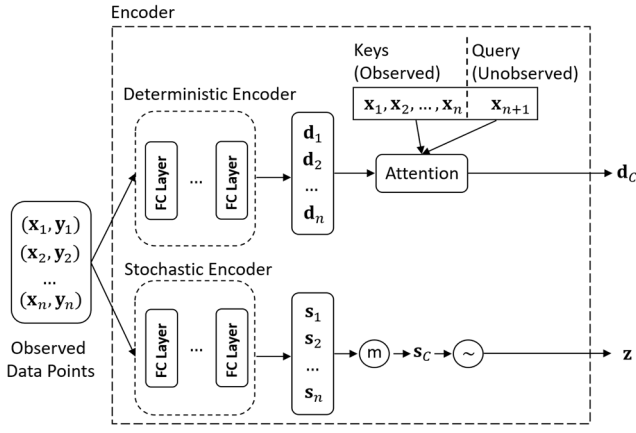 Encoder
Keys
(Observed)
Query
(Unobserved)
Deterministic Encoder
x₁, x₂, ..., xₙ
xₙ₊₁
FC Layer
...
FC Layer
d₁
d₂
...
dₙ
Attention
d_C
(x₁, y₁)
(x₂, y₂)
...
(xₙ, yₙ)
Observed
Data Points
Stochastic Encoder
FC Layer
...
FC Layer
s₁
s₂
...
sₙ
m
s_C
~
z